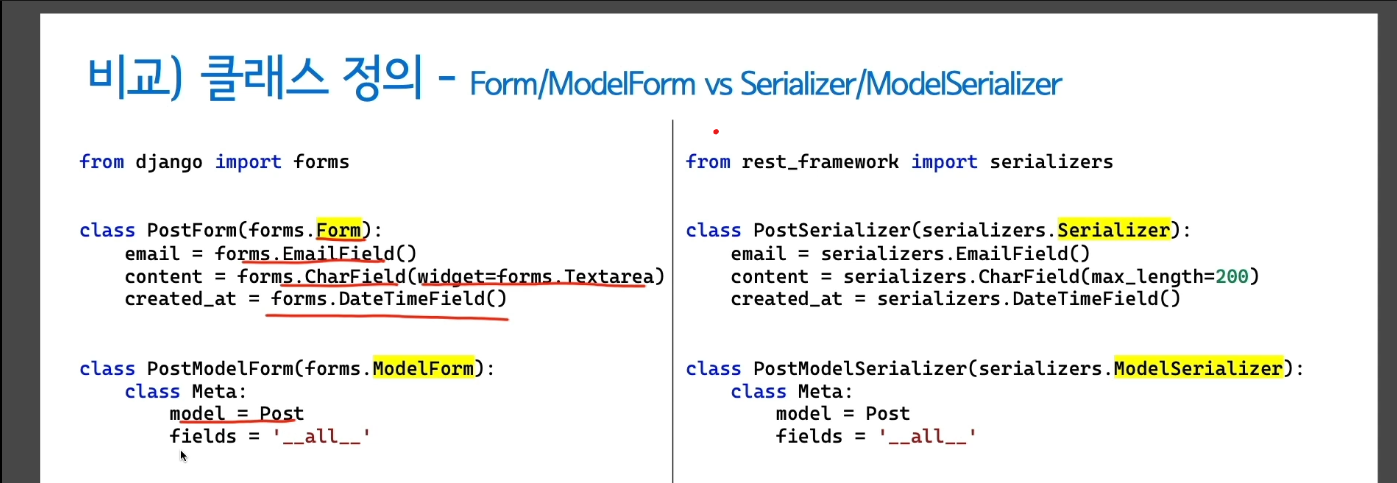 비교) 클래스 정의 - Form/ModelForm vs Serializer/ModelSerializer
from django import forms
class PostForm(forms.Form):
    email = forms.EmailField()
    content = forms.CharField(widget=forms.Textarea)
    created_at = forms.DateTimeField()
class PostModelForm(forms.ModelForm):
    class Meta:
        model = Post
        fields = '__all__'
from rest_framework import serializers
class PostSerializer(serializers.Serializer):
    email = serializers.EmailField()
    content = serializers.CharField(max_length=200)
    created_at = serializers.DateTimeField()
class PostModelSerializer(serializers.ModelSerializer):
    class Meta:
        model = Post
        fields = '__all__'